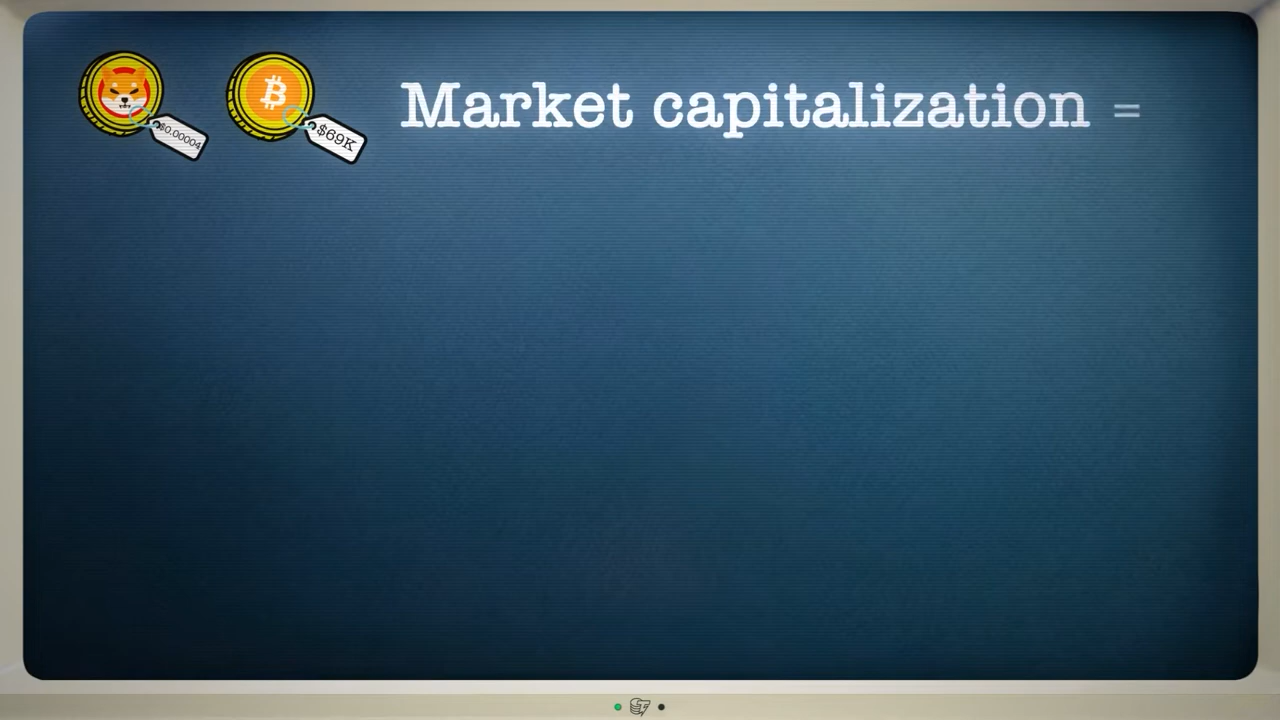 $0.00004
$69K
Market capitalization =